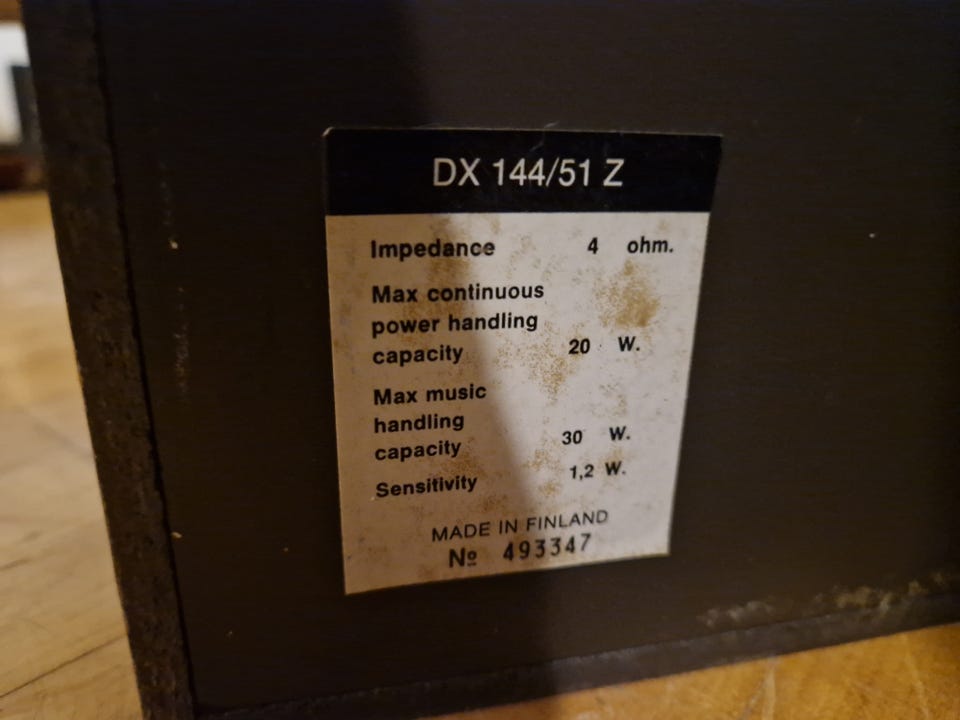 DX 144/51 Z
Impedance 4 ohm.
Max continuous
power handling
capacity 20 W.
Max music
handling
capacity 30 W.
Sensitivity 1,2 W.
MADE IN FINLAND
Nº 493347